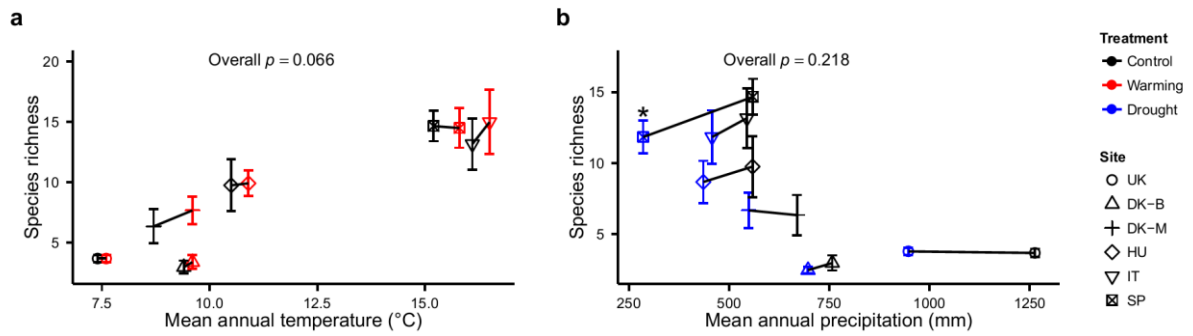 a
Overall p = 0.066
Species richness
20
15
10
5
7.5
10.0
12.5
15.0
Mean annual temperature (°C)
b
Overall p = 0.218
*
Species richness
15
10
5
250
500
750
1000
1250
Mean annual precipitation (mm)
Treatment
Control
Warming
Drought
Site
UK
DK−B
DK−M
HU
IT
SP